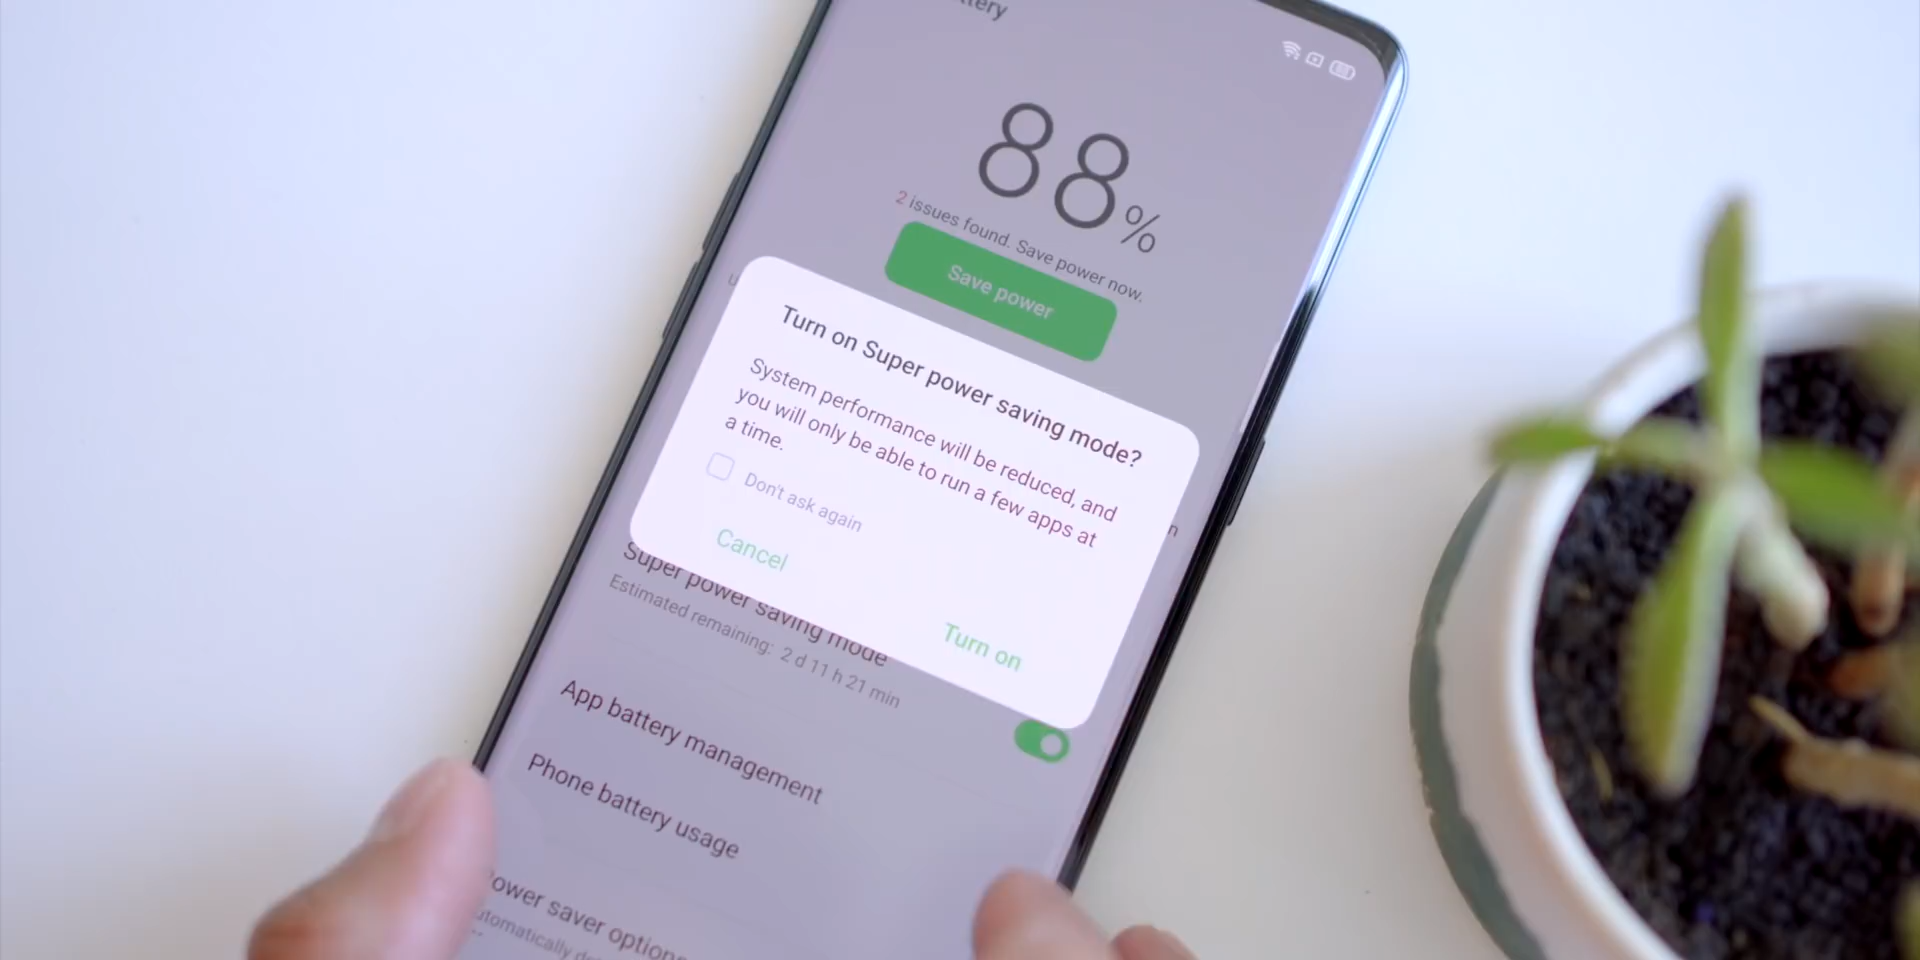 88%
2 issues found. Save power now.
Save power
Turn on Super power saving mode?
System performance will be reduced, and
you will only be able to run a few apps at
a time.
Don't ask again
Cancel
Turn on
Super power saving mode
Estimated remaining: 2 d 11 h 21 min
App battery management
Phone battery usage
ower saver options